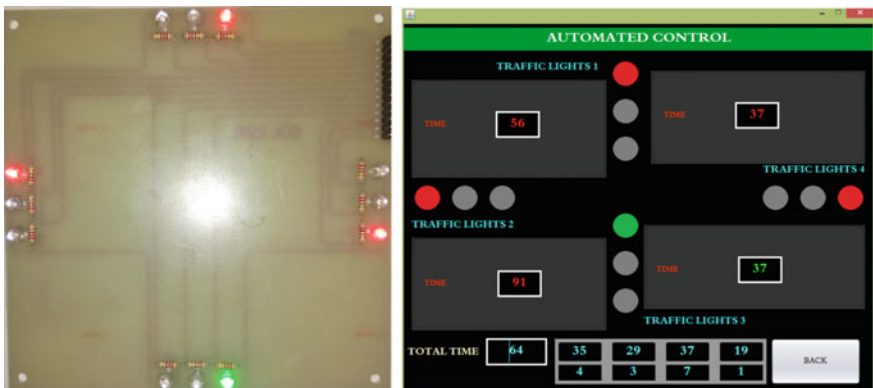 AUTOMATED CONTROL
TRAFFIC LIGHTS 1
TIME 56
TIME 37
TRAFFIC LIGHTS 4
TRAFFIC LIGHTS 2
TIME 91
TIME 37
TRAFFIC LIGHTS 3
TOTAL TIME 64
35 29 37 19
4 3 7 1
BACK